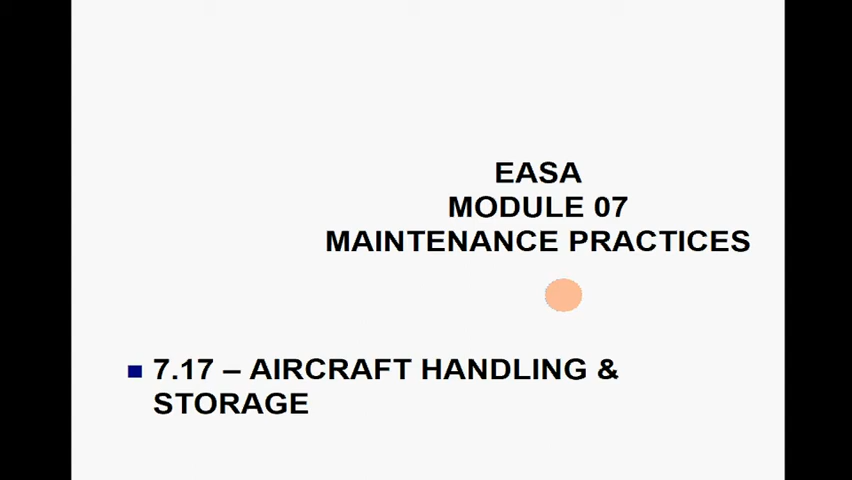 EASA
MODULE 07
MAINTENANCE PRACTICES
7.17 – AIRCRAFT HANDLING &
STORAGE